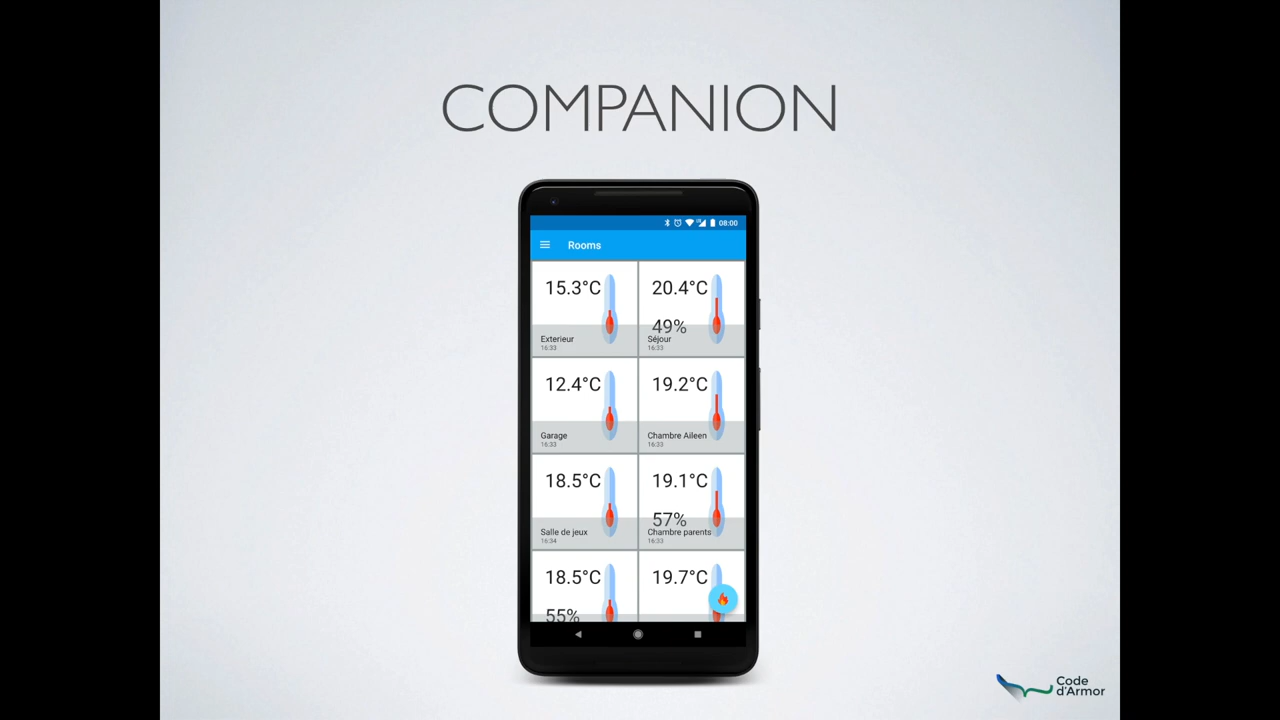 COMPANION
08:00
Rooms
15.3°C
Exterieur
16:33
20.4°C
49%
Séjour
16:33
12.4°C
Garage
16:33
19.2°C
Chambre Aileen
16:33
18.5°C
Salle de jeux
16:34
19.1°C
57%
Chambre parents
16:33
18.5°C
55%
19.7°C
Code
d'Armor